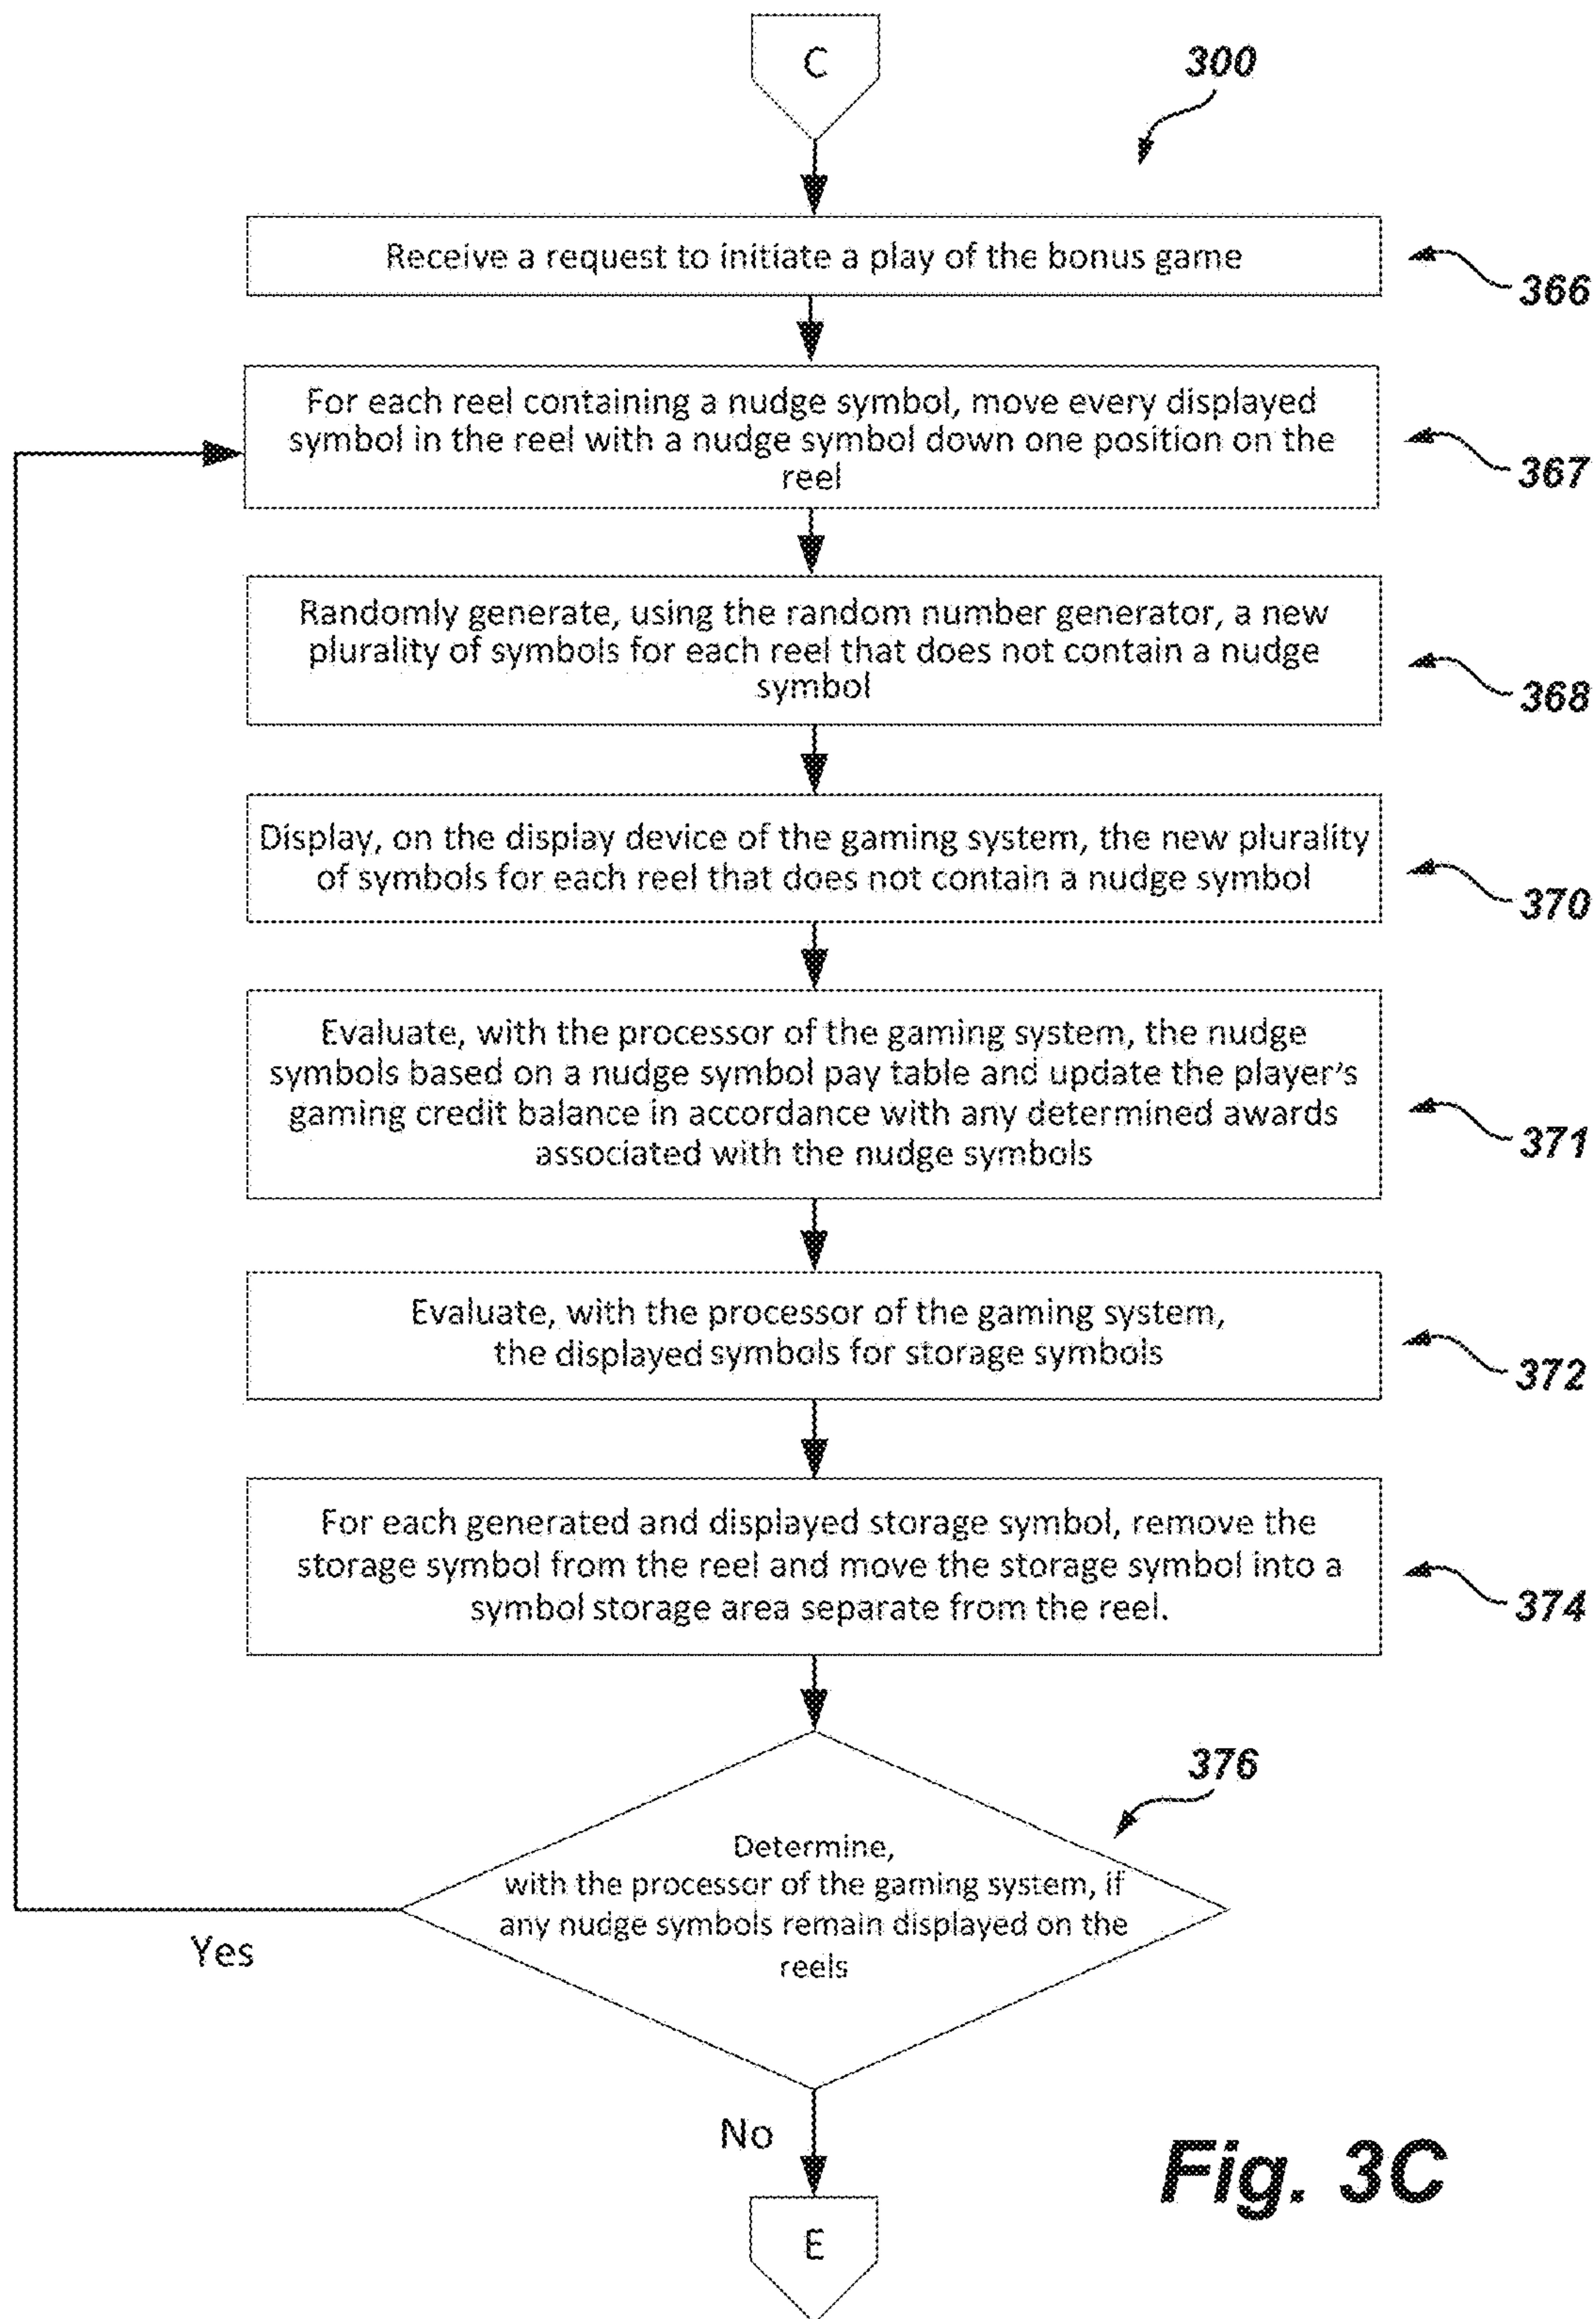 C
300
Receive a request to initiate a play of the bonus game
366
For each reel containing a nudge symbol, move every displayed
symbol in the reel with a nudge symbol down one position on the
reel
367
Randomly generate, using the random number generator, a new
plurality of symbols for each reel that does not contain a nudge
symbol
368
Display, on the display device of the gaming system, the new plurality
of symbols for each reel that does not contain a nudge symbol
370
Evaluate, with the processor of the gaming system, the nudge
symbols based on a nudge symbol pay table and update the player's
gaming credit balance in accordance with any determined awards
associated with the nudge symbols
371
Evaluate, with the processor of the gaming system,
the displayed symbols for storage symbols
372
For each generated and displayed storage symbol, remove the
storage symbol from the reel and move the storage symbol into a
symbol storage area separate from the reel.
374
376
Determine,
with the processor of the gaming system, if
any nudge symbols remain displayed on the
reels
Yes
No
E
Fig. 3C